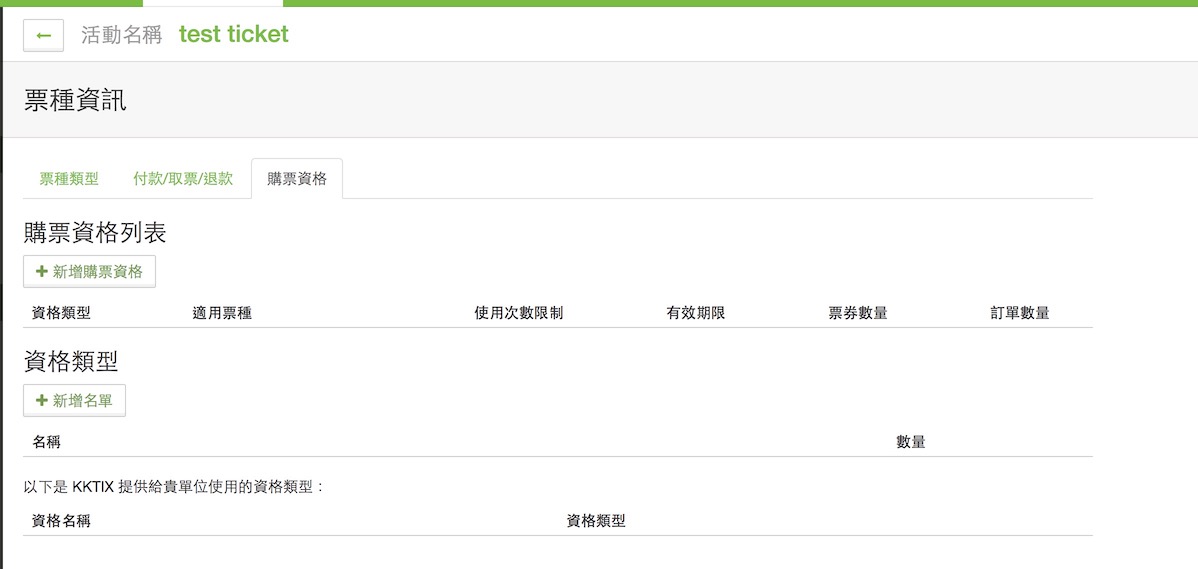 ← 活動名稱 test ticket
票種資訊
票種類型 付款/取票/退款 購票資格
購票資格列表
+ 新增購票資格
資格類型 適用票種 使用次數限制 有效期限 票券數量 訂單數量
資格類型
+ 新增名單
名稱 數量
以下是 KKTIX 提供給貴單位使用的資格類型：
資格名稱 資格類型